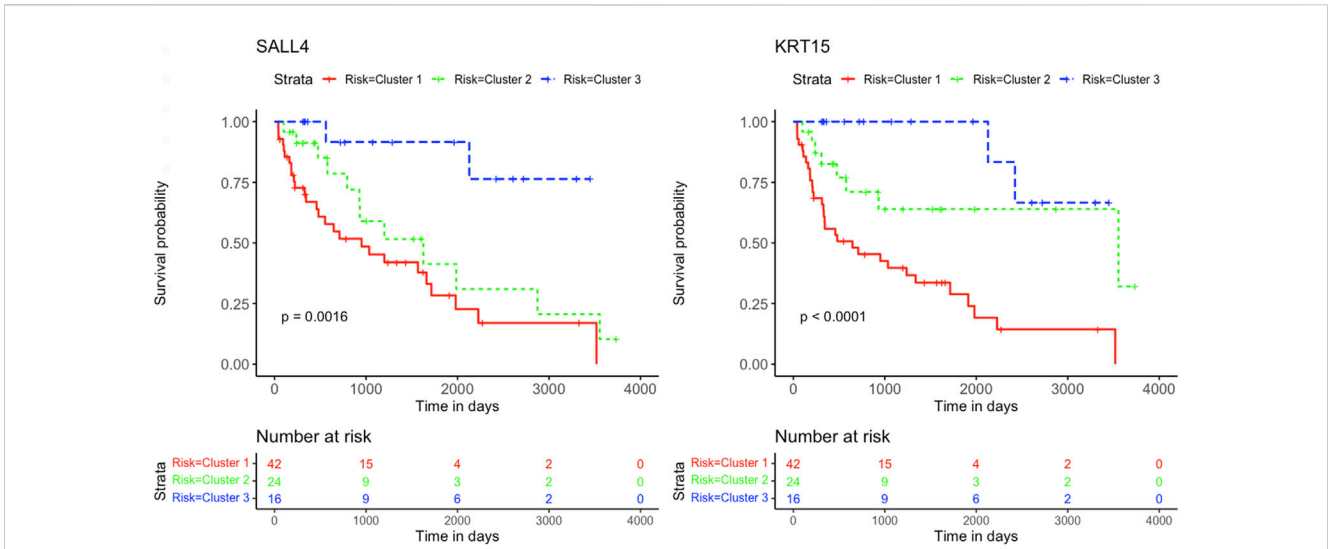 SALL4
Strata Risk=Cluster 1 Risk=Cluster 2 Risk=Cluster 3
Survival probability
1.00
0.75
0.50
0.25
0.00
p = 0.0016
0 1000 2000 3000 4000
Time in days
Number at risk
Strata
Risk=Cluster 1 42 15 4 2 0
Risk=Cluster 2 24 9 3 2 0
Risk=Cluster 3 16 9 6 2 0
0 1000 2000 3000 4000
Time in days
KRT15
Strata Risk=Cluster 1 Risk=Cluster 2 Risk=Cluster 3
Survival probability
1.00
0.75
0.50
0.25
0.00
p < 0.0001
0 1000 2000 3000 4000
Time in days
Number at risk
Strata
Risk=Cluster 1 42 15 4 2 0
Risk=Cluster 2 24 9 3 2 0
Risk=Cluster 3 16 9 6 2 0
0 1000 2000 3000 4000
Time in days